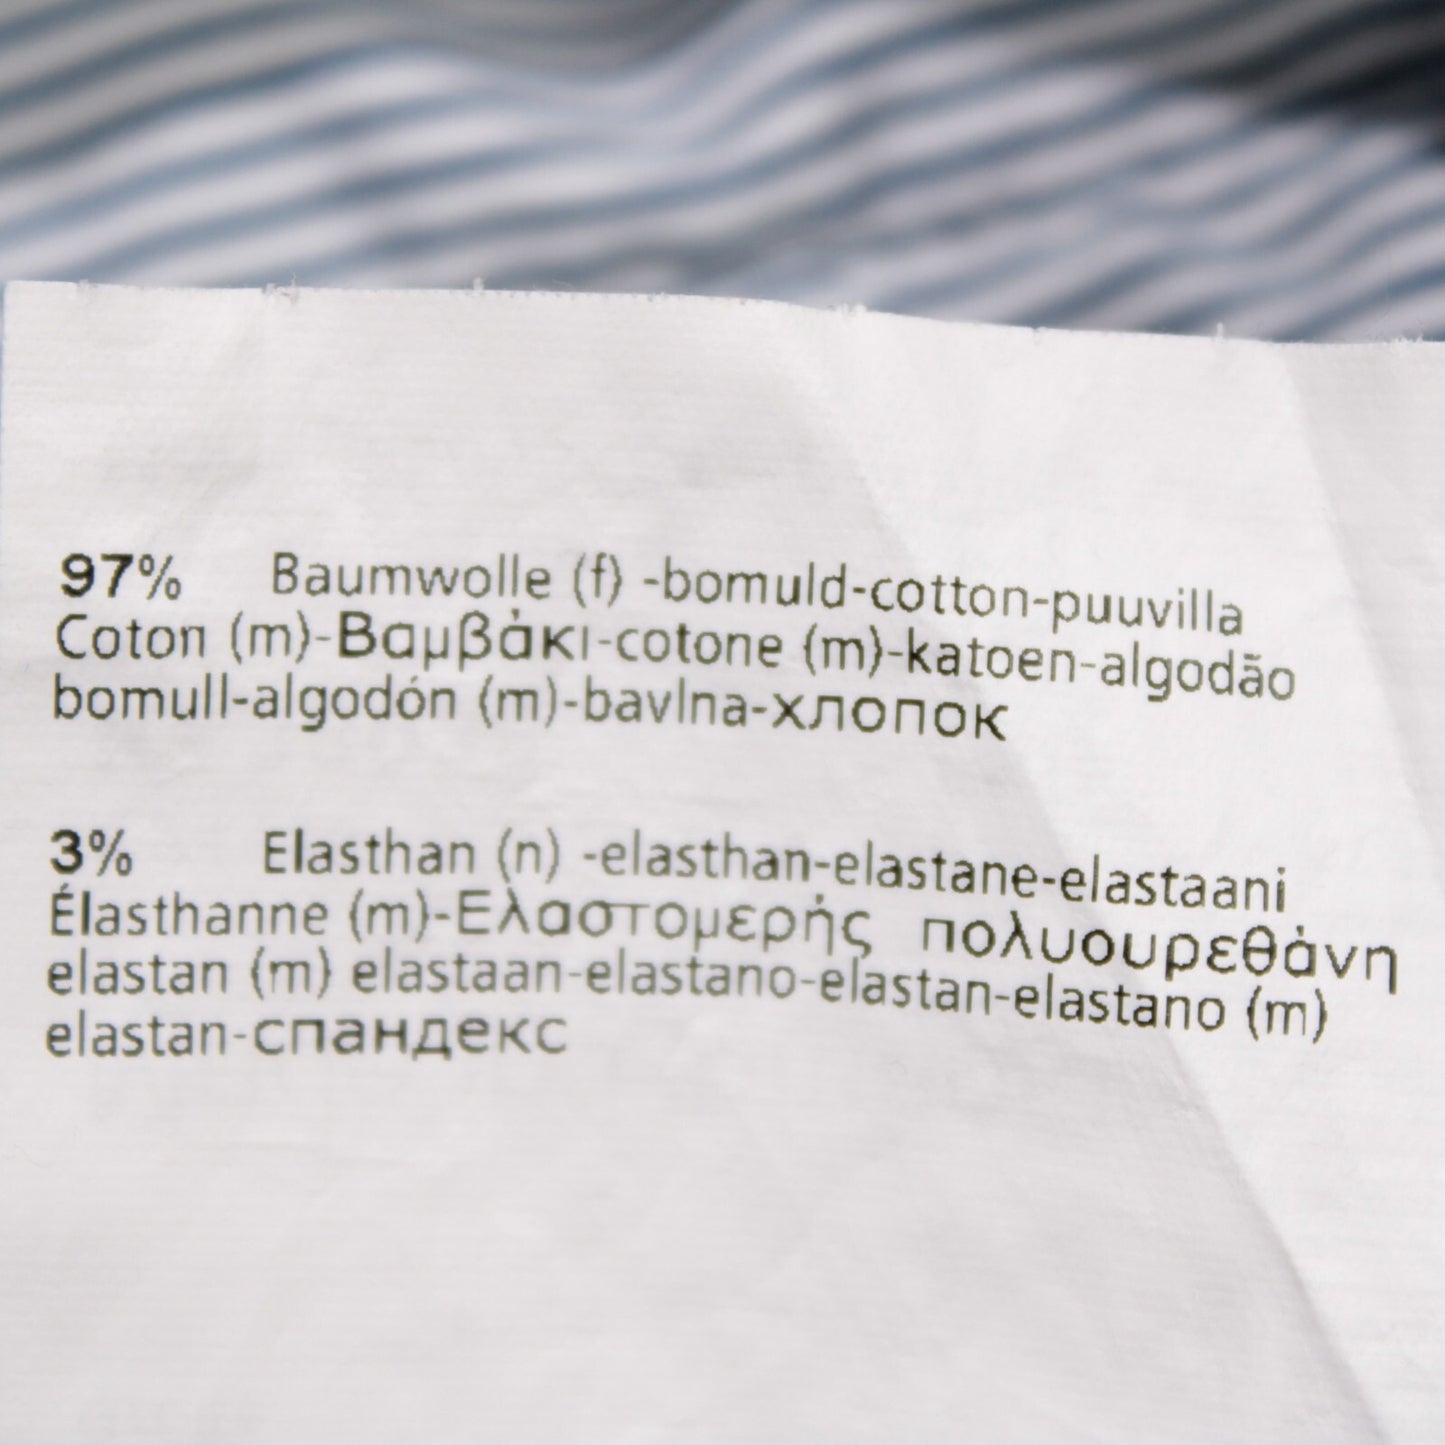 97% Baumwolle (f) -bomuld-cotton-puuvilla
Coton (m)-Βαμβάκι-cotone (m)-katoen-algodão
bomull-algodón (m)-bavlna-хлопок
3% Elasthan (n) -elasthan-elastane-elastaani
Élasthanne (m)-Ελαστομερής πολυουρεθάνη
elastan (m) elastaan-elastano-elastan-elastano (m)
elastan-спандекс